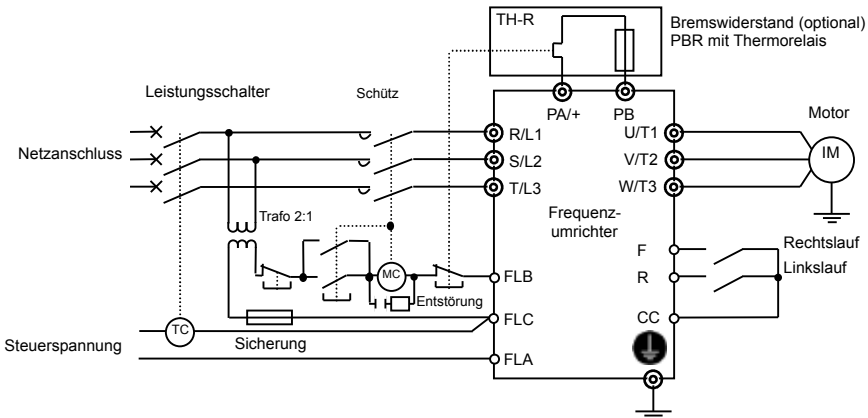 TH-R
Bremswiderstand (optional)
PBR mit Thermorelais
Leistungsschalter
Schütz
PA/+
PB
Motor
R/L1
U/T1
Netzanschluss
S/L2
V/T2
IM
T/L3
W/T3
Trafo 2:1
Frequenz-
umrichter
F
Rechtslauf
MC
FLB
R
Linkslauf
Entstörung
FLC
CC
TC
Steuerspannung
Sicherung
FLA